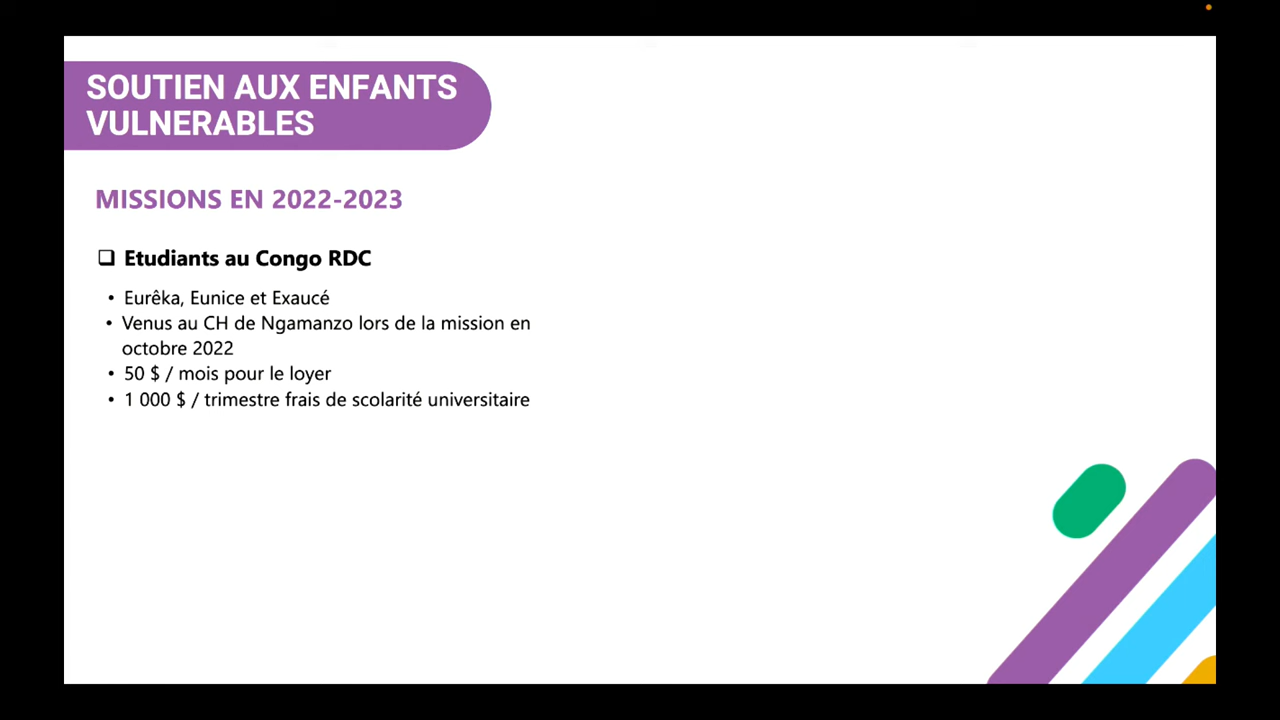 SOUTIEN AUX ENFANTS
VULNERABLES
MISSIONS EN 2022-2023
❑ Etudiants au Congo RDC
• Eurêka, Eunice et Exaucé
• Venus au CH de Ngamanzo lors de la mission en
octobre 2022
• 50 $ / mois pour le loyer
• 1 000 $ / trimestre frais de scolarité universitaire